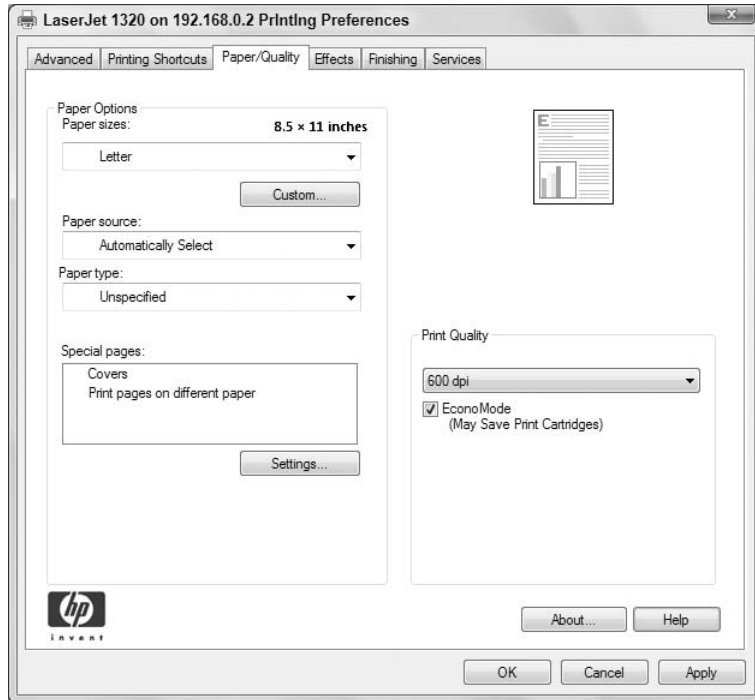 LaserJet 1320 on 192.168.0.2 Printing Preferences
Advanced Printing Shortcuts Paper/Quality Effects Finishing Services
Paper Options
Paper sizes: 8.5 × 11 inches
Letter
Custom...
Paper source:
Automatically Select
Paper type:
Unspecified
Special pages:
Covers
Print pages on different paper
Settings...
E
Print Quality
600 dpi
EconoMode
(May Save Print Cartridges)
hp
invent
About... Help
OK Cancel Apply